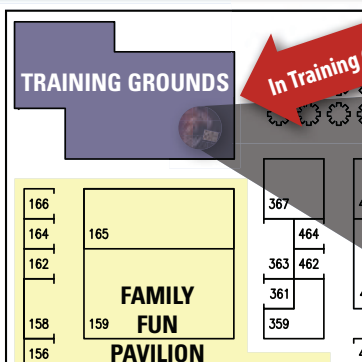 In Training
TRAINING GROUNDS
166
367
164
165
464
162
363
462
361
158
159
359
156
FAMILY
FUN
PAVILION